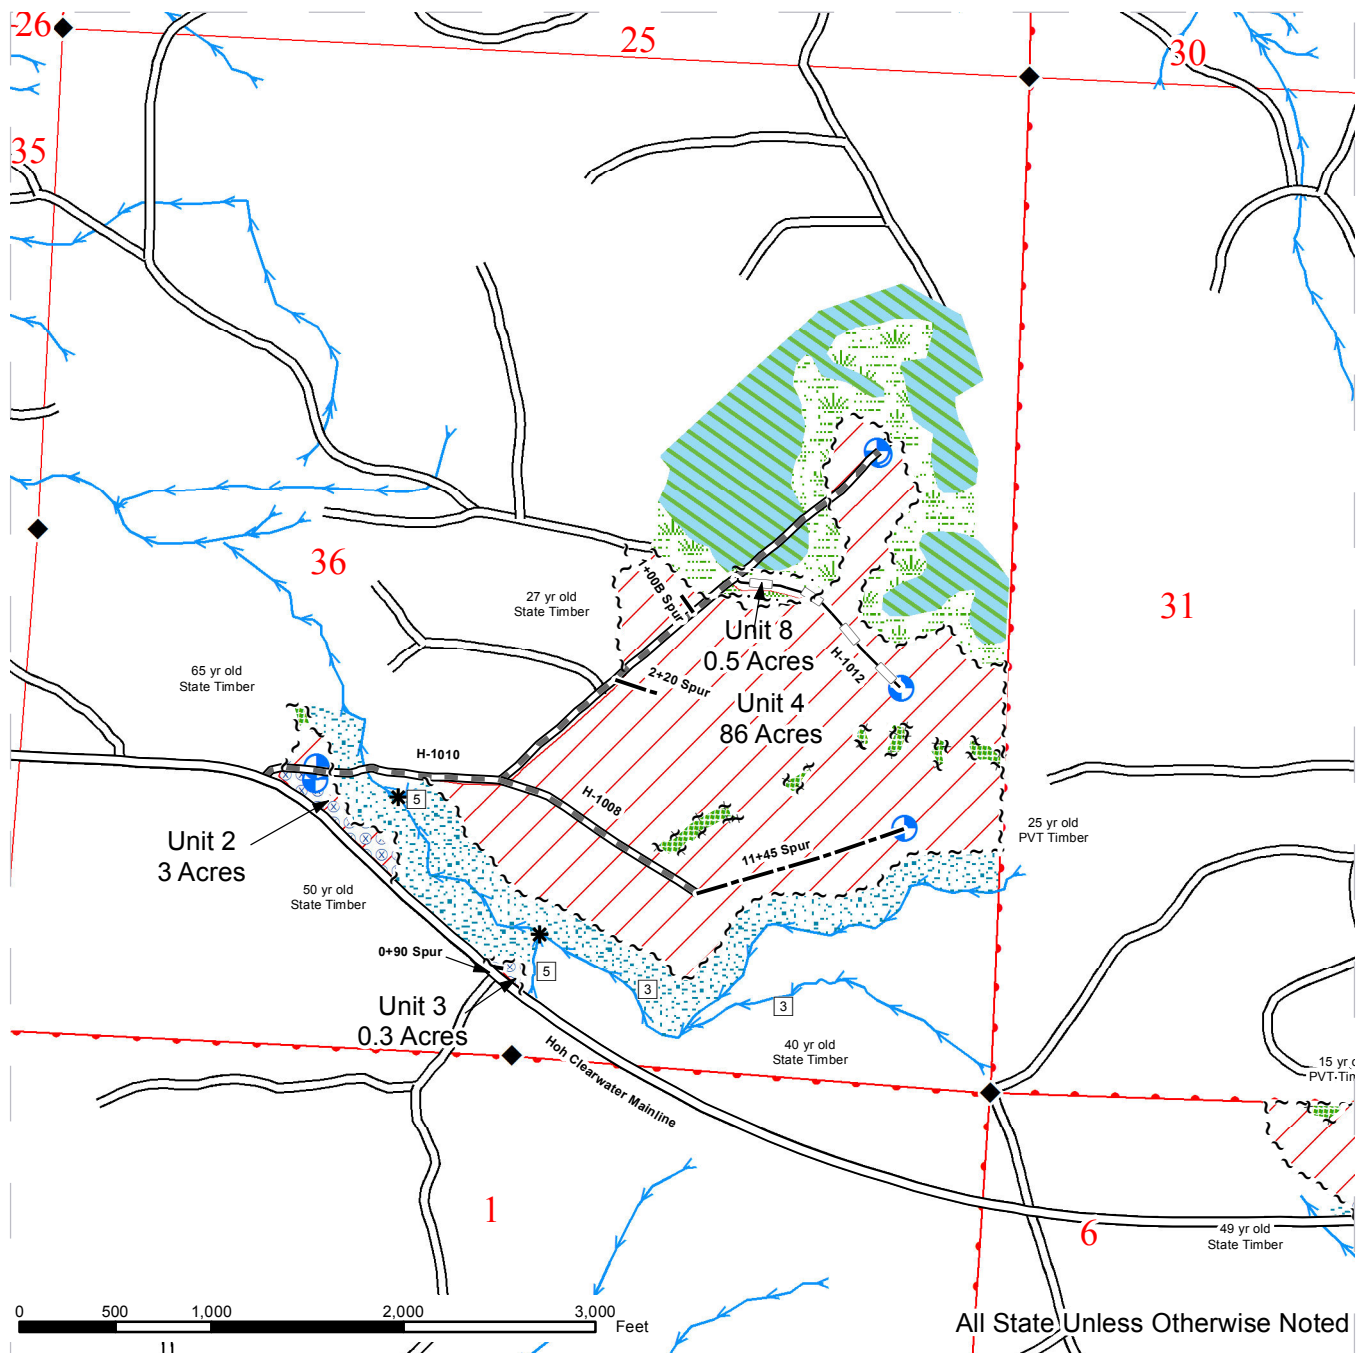 26
25
30
35
36
31
27 yr old
State Timber
1+00B Spur
Unit 8
0.5 Acres
H-1012
65 yr old
State Timber
2+20 Spur
Unit 4
86 Acres
H-1010
H-1008
5
Unit 2
3 Acres
11+45 Spur
25 yr old
PVT Timber
50 yr old
State Timber
0+90 Spur
5
3
3
Unit 3
0.3 Acres
40 yr old
State Timber
Hoh Clearwater Mainline
15 yr
1
6
49 yr old
State Timber
0 500 1,000 2,000 3,000
Feet
All State Unless Otherwise Noted